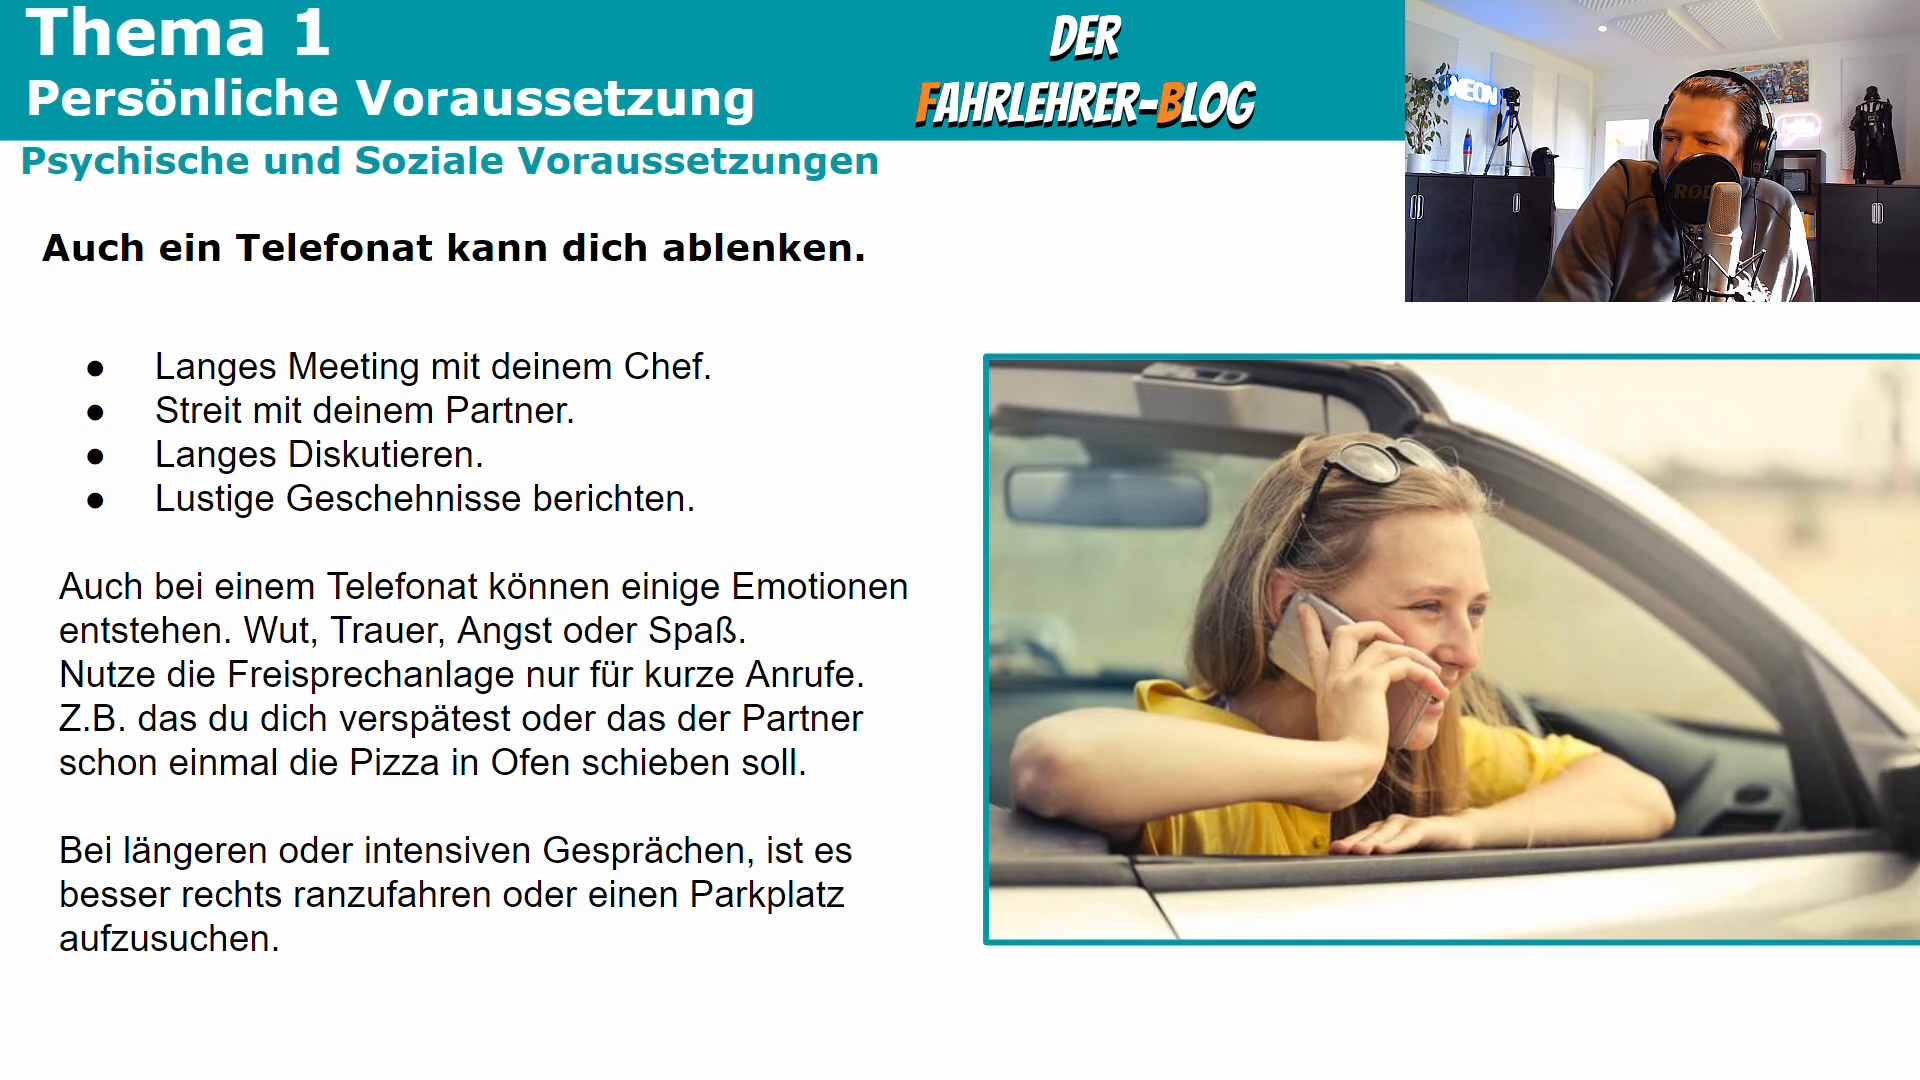 Thema 1
Persönliche Voraussetzung
DER
FAHRLEHRER-BLOG
NEON
Psychische und Soziale Voraussetzungen
RØDE
Auch ein Telefonat kann dich ablenken.
● Langes Meeting mit deinem Chef.
● Streit mit deinem Partner.
● Langes Diskutieren.
● Lustige Geschehnisse berichten.
Auch bei einem Telefonat können einige Emotionen
entstehen. Wut, Trauer, Angst oder Spaß.
Nutze die Freisprechanlage nur für kurze Anrufe.
Z.B. das du dich verspätest oder das der Partner
schon einmal die Pizza in Ofen schieben soll.
Bei längeren oder intensiven Gesprächen, ist es
besser rechts ranzufahren oder einen Parkplatz
aufzusuchen.